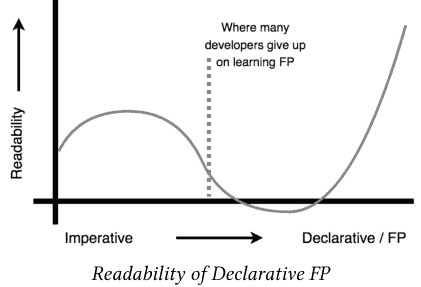 Where many
developers give up
on learning FP
Readability
Imperative
Declarative / FP
Readability of Declarative FP